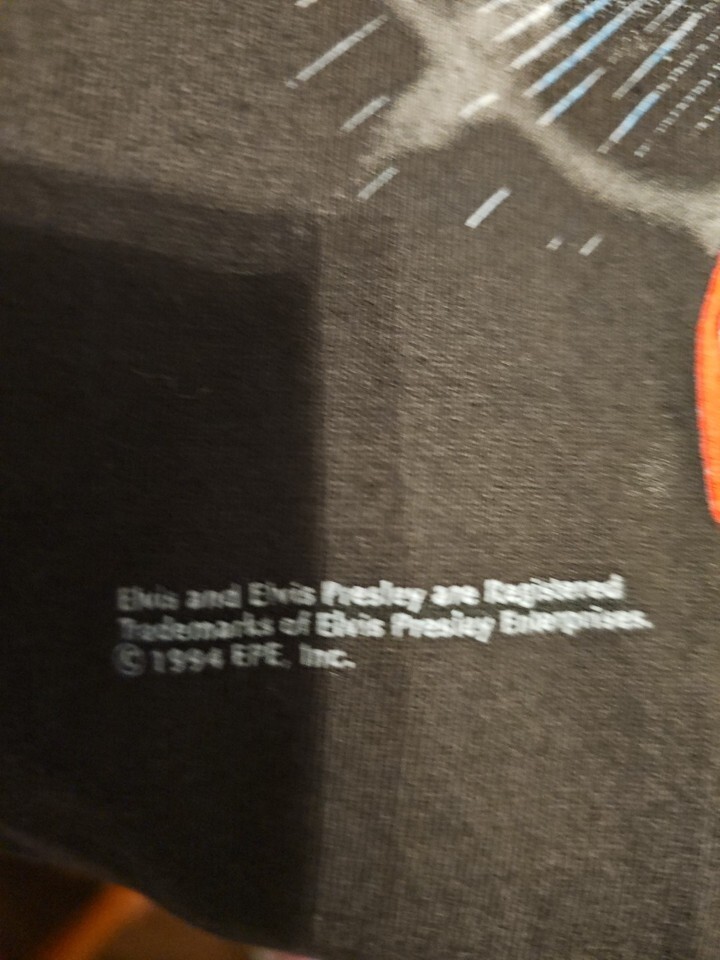 Elvis and Elvis Presley are Registered
Trademarks of Elvis Presley Enterprises.
© 1994 EPE, Inc.